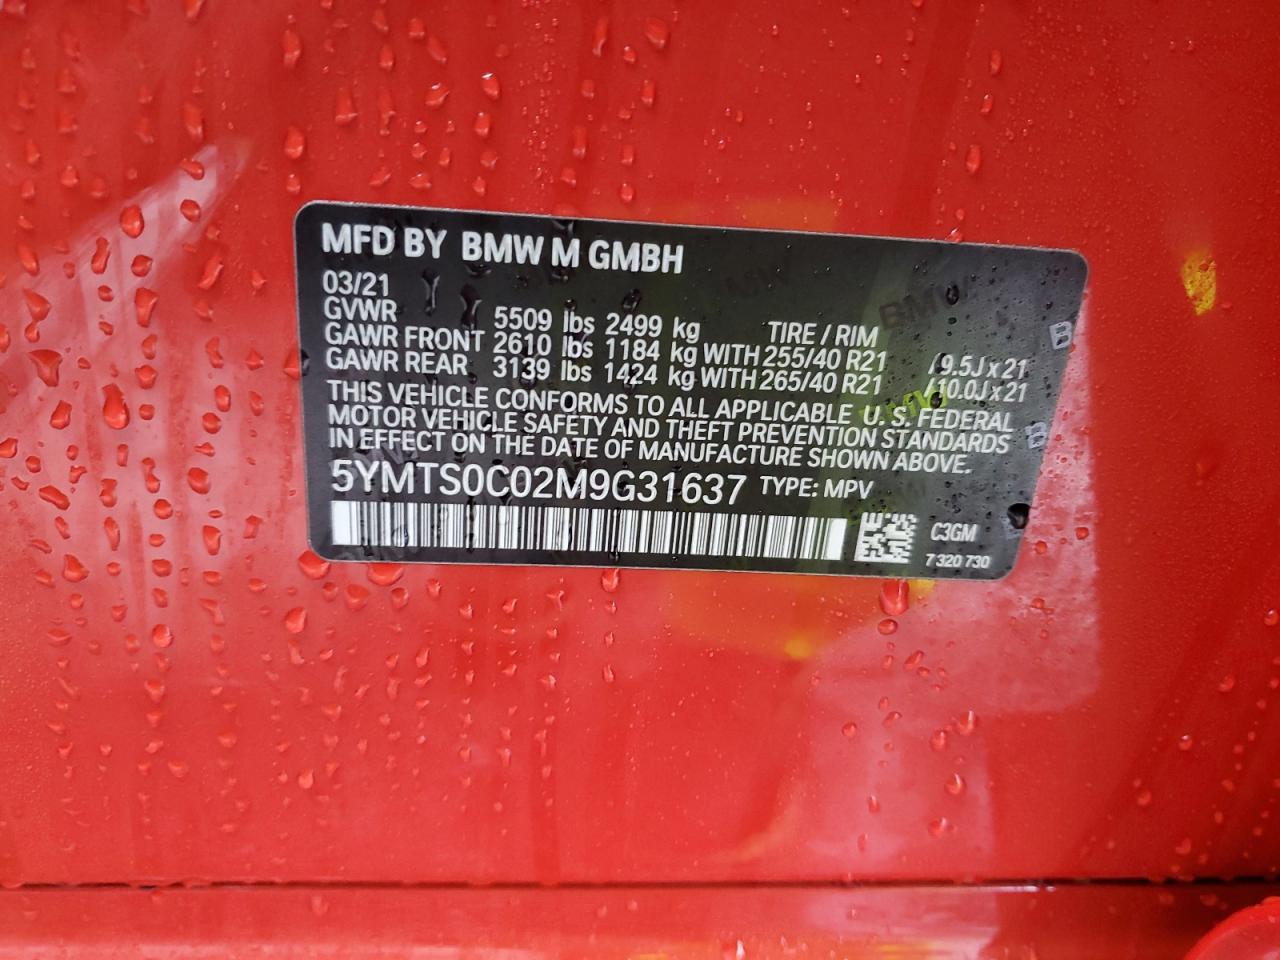 MFD BY BMW M GMBH
03/21
GVWR 5509 lbs 2499 kg TIRE / RIM
GAWR FRONT 2610 lbs 1184 kg WITH 255/40 R21 / 9.5J x 21
GAWR REAR 3139 lbs 1424 kg WITH 265/40 R21 / 10.0J x 21
THIS VEHICLE CONFORMS TO ALL APPLICABLE U. S. FEDERAL
MOTOR VEHICLE SAFETY AND THEFT PREVENTION STANDARDS
IN EFFECT ON THE DATE OF MANUFACTURE SHOWN ABOVE.
5YMTS0C02M9G31637 TYPE: MPV
C3GM
7 320 730